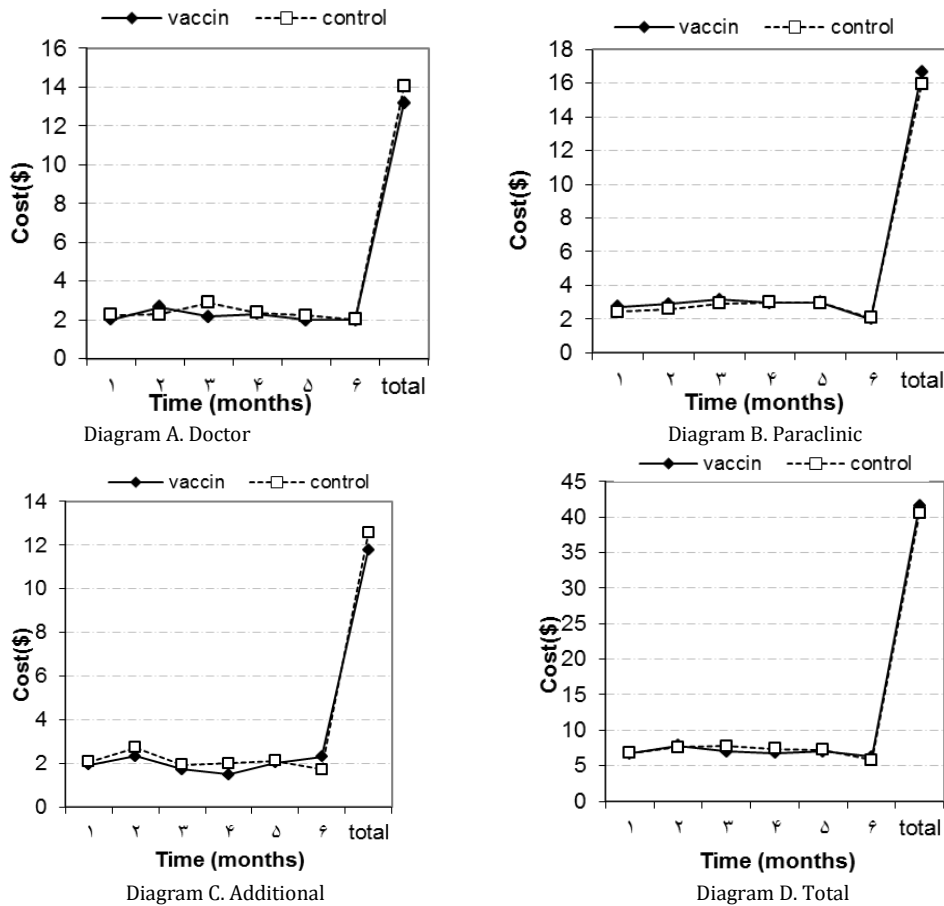 vaccin control
16
14
12
10
8
6
4
2
0
Cost($)
۱ ۲ ۳ ۴ ۵ ۶ total
Time (months)
Diagram A. Doctor
vaccin control
18
16
14
12
10
8
6
4
2
0
Cost($)
۱ ۲ ۳ ۴ ۵ ۶ total
Time (months)
Diagram B. Paraclinic
vaccin control
14
12
10
8
6
4
2
0
Cost($)
۱ ۲ ۳ ۴ ۵ ۶ total
Time (months)
Diagram C. Additional
vaccin control
45
40
35
30
25
20
15
10
5
0
Cost($)
۱ ۲ ۳ ۴ ۵ ۶ total
Time (months)
Diagram D. Total